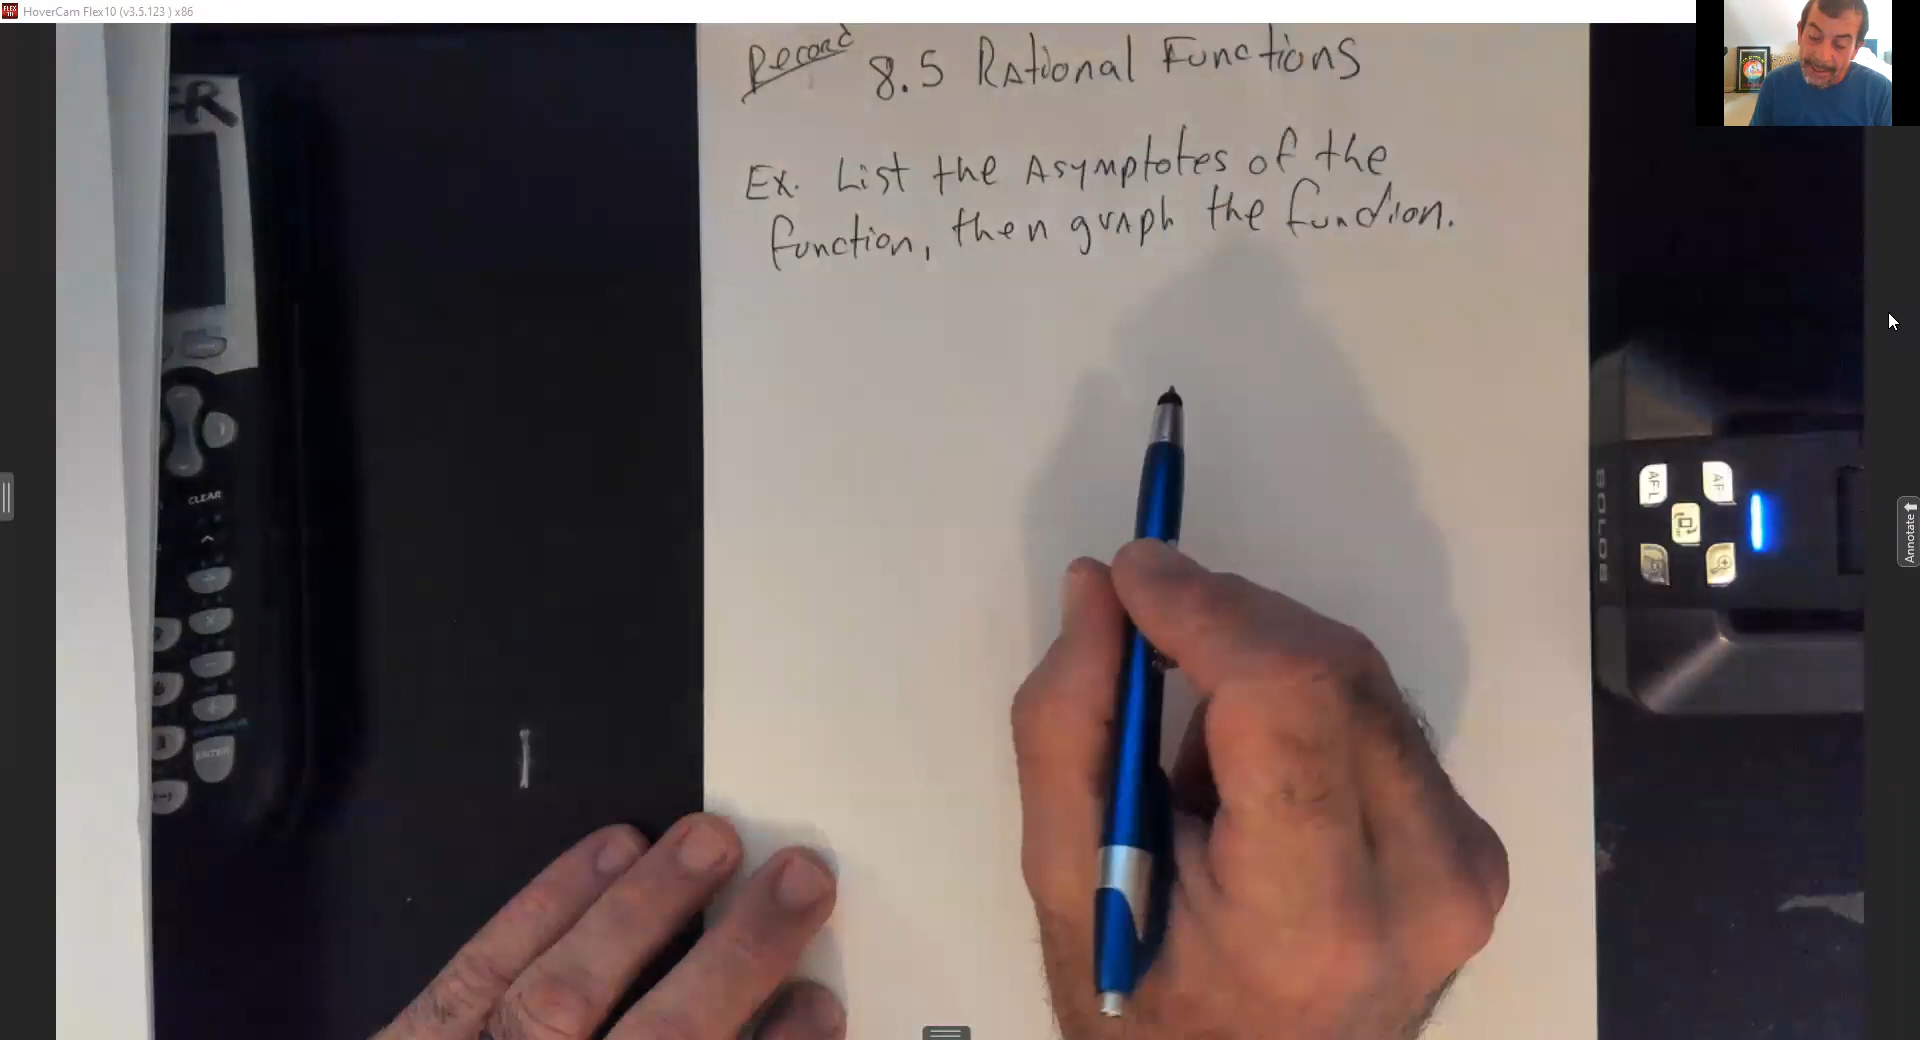 HoverCam Flex10 (v3.5.123 ) x86
Record 8.5 Rational Functions
Ex. List the Asymptotes of the
function, then graph the function.
CLEAR
ENTER
AFL
AF
Annotate